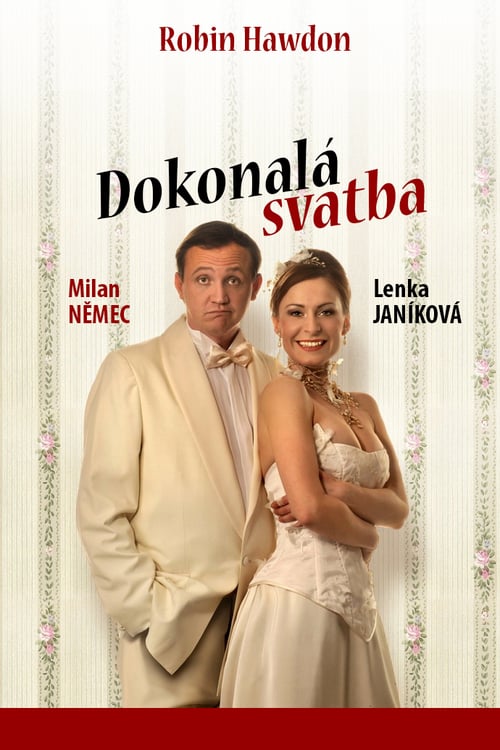 Robin Hawdon
Dokonalá
svatba
Milan
NĚMEC
Lenka
JANÍKOVÁ